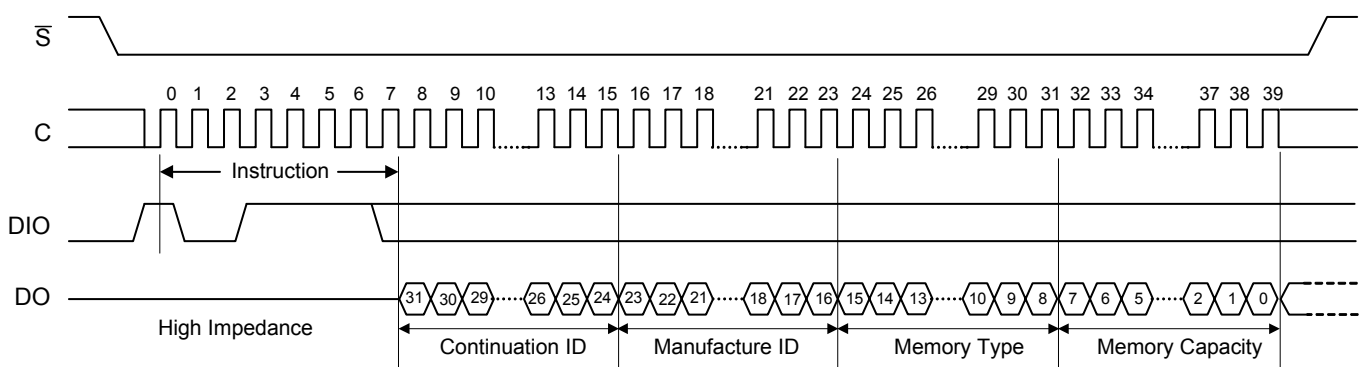 S
0 1 2 3 4 5 6 7 8 9 10 13 14 15 16 17 18 21 22 23 24 25 26 29 30 31 32 33 34 37 38 39
C
Instruction
DIO
DO
31 30 29 26 25 24 23 22 21 18 17 16 15 14 13 10 9 8 7 6 5 2 1 0
High Impedance
Continuation ID Manufacture ID Memory Type Memory Capacity